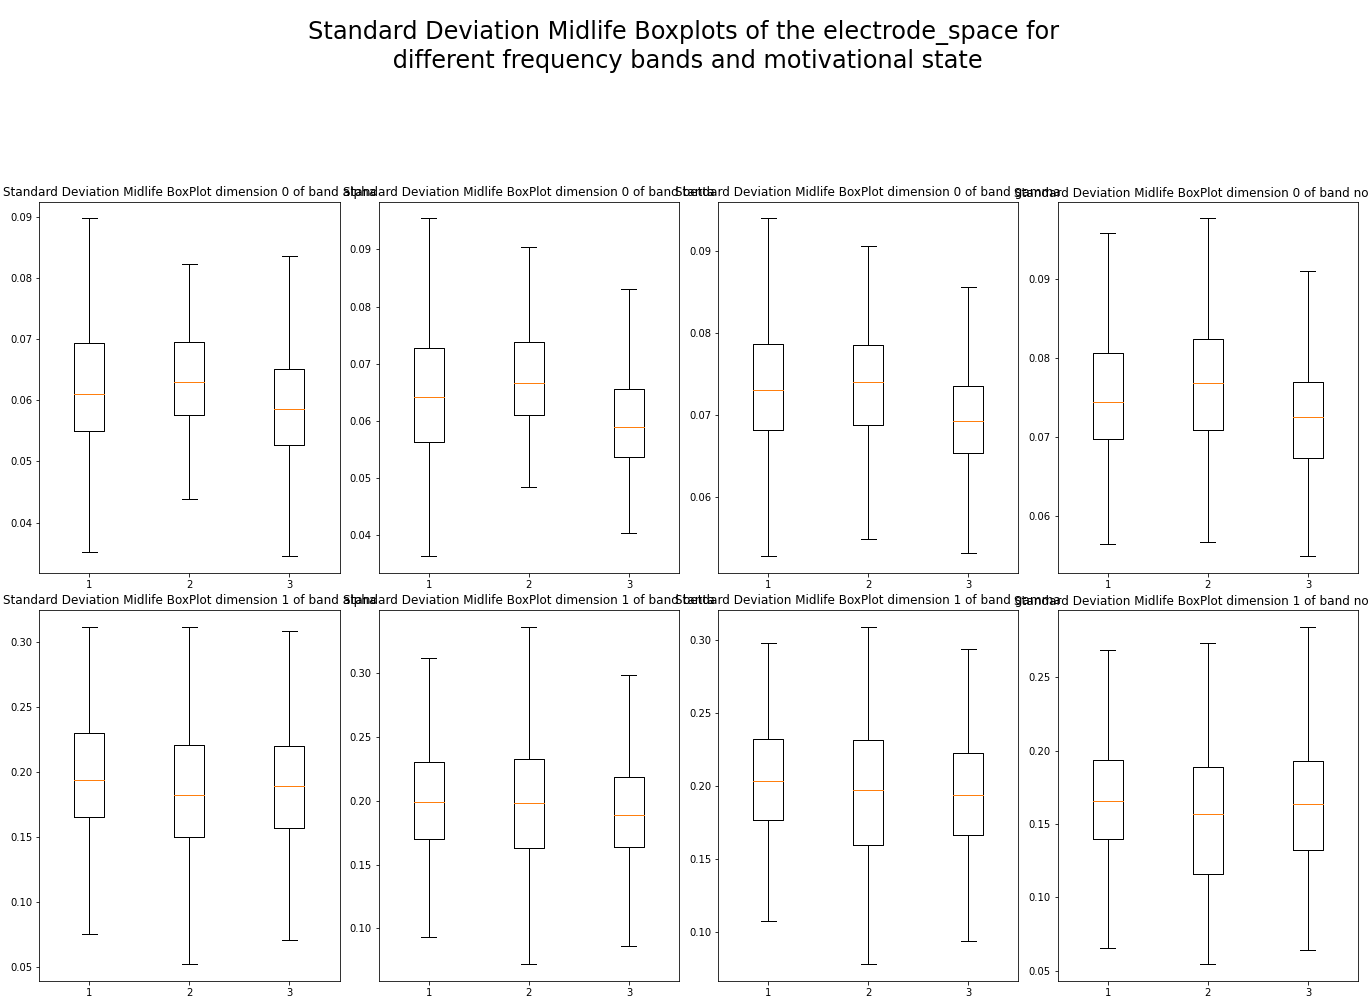 Standard Deviation Midlife Boxplots of the electrode_space for
different frequency bands and motivational state
Standard Deviation Midlife BoxPlot dimension 0 of band alpha
Standard Deviation Midlife BoxPlot dimension 0 of band betta
Standard Deviation Midlife BoxPlot dimension 0 of band gamma
Standard Deviation Midlife BoxPlot dimension 0 of band no
0.09
0.08
0.07
0.06
0.05
0.04
1 2 3
0.09
0.08
0.07
0.06
0.05
0.04
1 2 3
0.09
0.08
0.07
0.06
1 2 3
0.09
0.08
0.07
0.06
1 2 3
Standard Deviation Midlife BoxPlot dimension 1 of band alpha
Standard Deviation Midlife BoxPlot dimension 1 of band betta
Standard Deviation Midlife BoxPlot dimension 1 of band gamma
Standard Deviation Midlife BoxPlot dimension 1 of band no
0.30
0.25
0.20
0.15
0.10
0.05
1 2 3
0.30
0.25
0.20
0.15
0.10
1 2 3
0.30
0.25
0.20
0.15
0.10
1 2 3
0.25
0.20
0.15
0.10
0.05
1 2 3